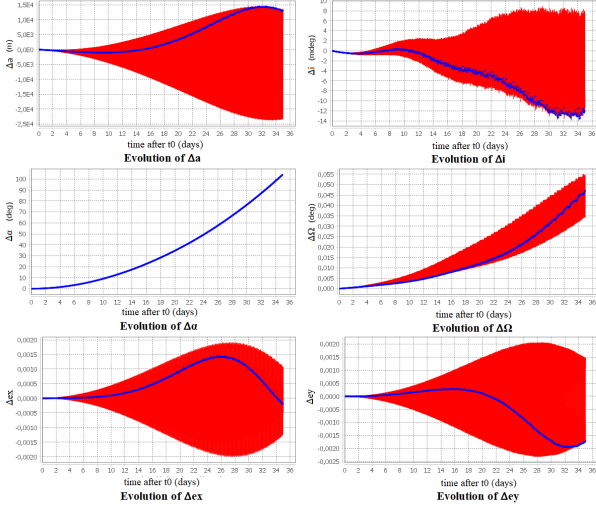 1,5E4
1,0E4
5,0E3
0,0E0
-5,0E3
-1,0E4
-1,5E4
-2,0E4
-2,5E4
Δa (m)
0 2 4 6 8 10 12 14 16 18 20 22 24 26 28 30 32 34 36
time after t0 (days)
Evolution of Δa
10
8
6
4
2
0
-2
-4
-6
-8
-10
-12
-14
Δi (mdeg)
0 2 4 6 8 10 12 14 16 18 20 22 24 26 28 30 32 34 36
time after t0 (days)
Evolution of Δi
100
90
80
70
60
50
40
30
20
10
0
Δα (deg)
0 2 4 6 8 10 12 14 16 18 20 22 24 26 28 30 32 34 36
time after t0 (days)
Evolution of Δα
0,055
0,050
0,045
0,040
0,035
0,030
0,025
0,020
0,015
0,010
0,005
0,000
ΔΩ (deg)
0 2 4 6 8 10 12 14 16 18 20 22 24 26 28 30 32 34 36
time after t0 (days)
Evolution of ΔΩ
0,0020
0,0015
0,0010
0,0005
0,0000
-0,0005
-0,0010
-0,0015
-0,0020
Δex
0 2 4 6 8 10 12 14 16 18 20 22 24 26 28 30 32 34 36
time after t0 (days)
Evolution of Δex
0,0020
0,0015
0,0010
0,0005
0,0000
-0,0005
-0,0010
-0,0015
-0,0020
-0,0025
Δey
0 2 4 6 8 10 12 14 16 18 20 22 24 26 28 30 32 34 36
time after t0 (days)
Evolution of Δey